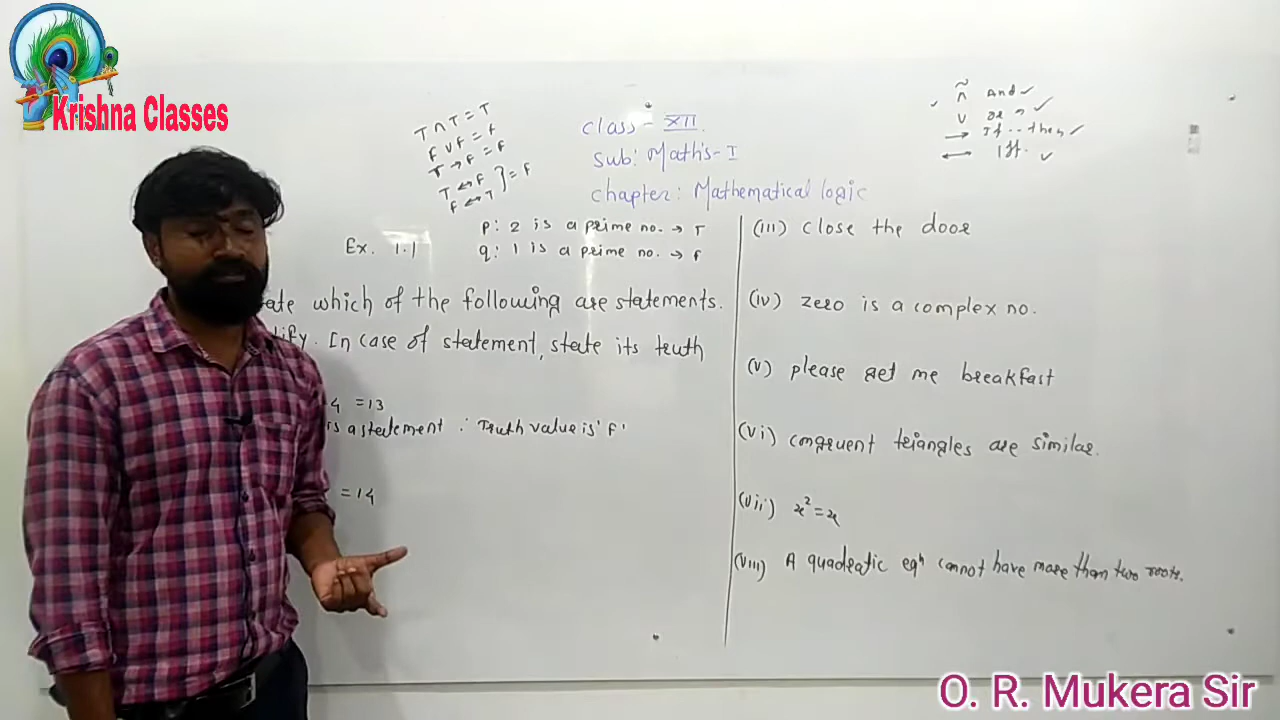 Krishna Classes
T ∩ T = T
F ∨ F = F
T → F = F
T ↔ F
F ↔ T } = F
Class - XII.
Sub: Math's - I
Chapter: Mathematical logic
~
∩ And ✓
∨ or ✓
→ If .. then ✓
↔ Iff. ✓
Ex. 1.1
p: 2 is a prime no. → T
q: 1 is a prime no. → F
ate which of the following are statements.
tify. In case of statement, state its truth
4 = 13
is a statement ∴ Truth value is 'F'
= 14
(iii) Close the door
(iv) zero is a complex no.
(v) please get me breakfast
(vi) congruent triangles are similar.
(vii) x² = x
(viii) A quadratic eqⁿ cannot have more than two roots.
O. R. Mukera Sir